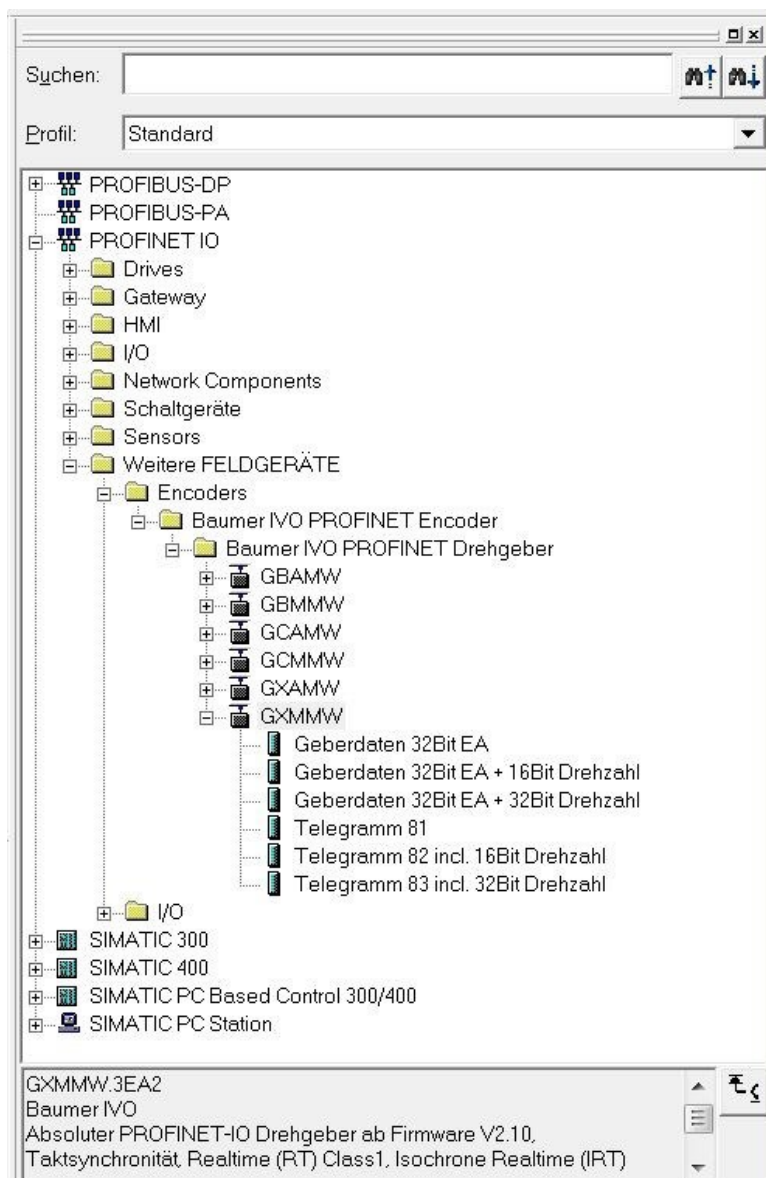 Suchen:
Profil: Standard
PROFIBUS-DP
PROFIBUS-PA
PROFINET IO
Drives
Gateway
HMI
I/O
Network Components
Schaltgeräte
Sensors
Weitere FELDGERÄTE
Encoders
Baumer IVO PROFINET Encoder
Baumer IVO PROFINET Drehgeber
GBAMW
GBMMW
GCAMW
GCMMW
GXAMW
GXMMW
Geberdaten 32Bit EA
Geberdaten 32Bit EA + 16Bit Drehzahl
Geberdaten 32Bit EA + 32Bit Drehzahl
Telegramm 81
Telegramm 82 incl. 16Bit Drehzahl
Telegramm 83 incl. 32Bit Drehzahl
I/O
SIMATIC 300
SIMATIC 400
SIMATIC PC Based Control 300/400
SIMATIC PC Station
GXMMW.3EA2
Baumer IVO
Absoluter PROFINET-IO Drehgeber ab Firmware V2.10,
Taktsynchronität, Realtime (RT) Class1, Isochrone Realtime (IRT)